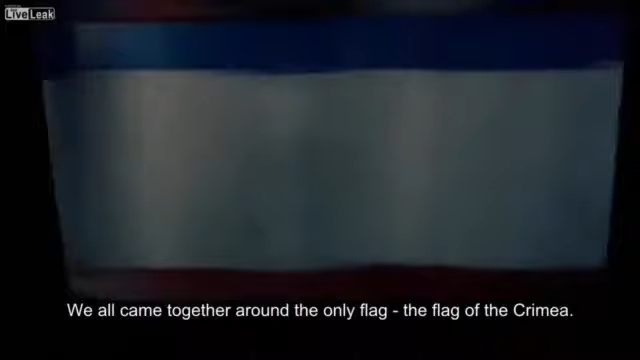 LiveLeak
We all came together around the only flag - the flag of the Crimea.